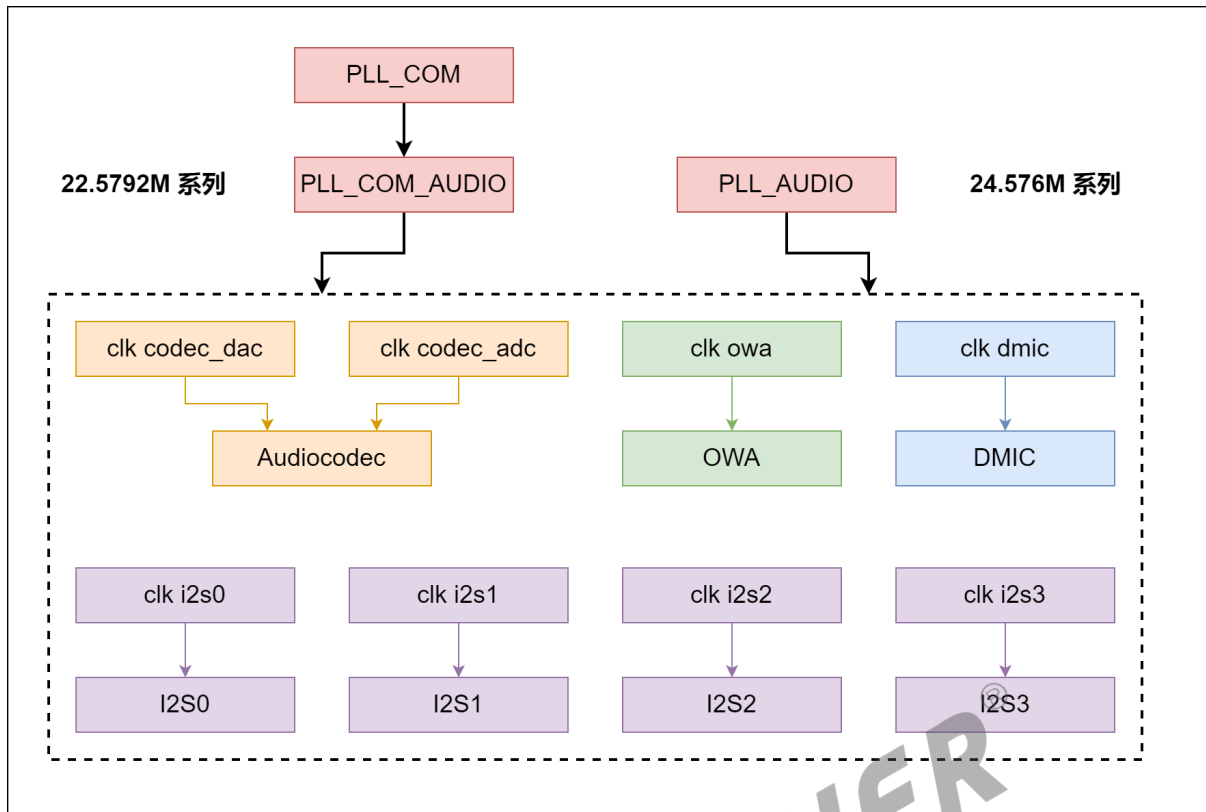 PLL_COM
22.5792M 系列
PLL_COM_AUDIO
PLL_AUDIO
24.576M 系列
clk codec_dac
clk codec_adc
clk owa
clk dmic
Audiocodec
OWA
DMIC
clk i2s0
clk i2s1
clk i2s2
clk i2s3
I2S0
I2S1
I2S2
I2S3
®